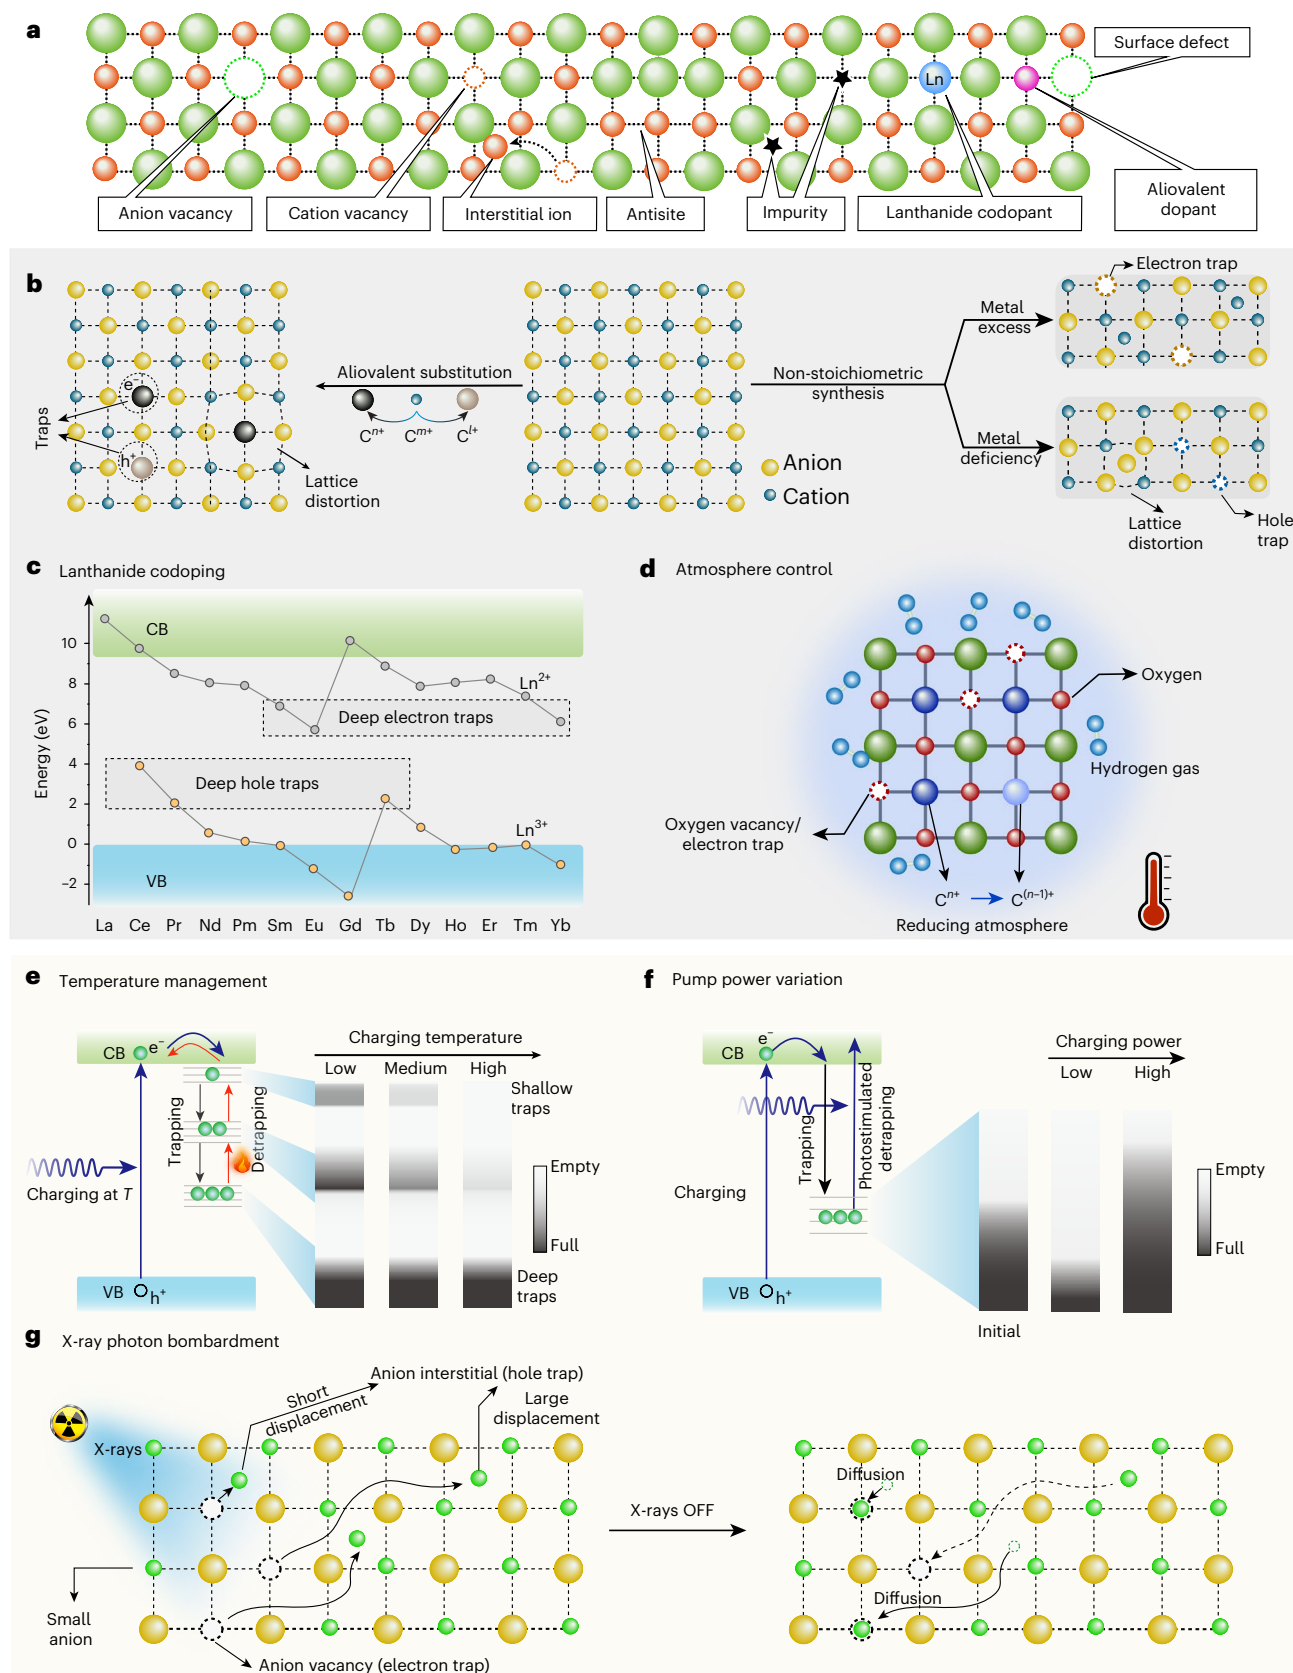 a
Surface defect
Ln
Anion vacancy
Cation vacancy
Interstitial ion
Antisite
Impurity
Lanthanide codopant
Aliovalent
dopant
b
Electron trap
Metal
excess
Aliovalent substitution
Non-stoichiometric
synthesis
e⁻
Traps
h⁺
Cⁿ⁺
Cᵐ⁺
Cˡ⁺
Metal
deficiency
Anion
Cation
Lattice
distortion
Lattice
distortion
Hole
trap
c
Lanthanide codoping
CB
10
8
6
4
2
0
−2
Energy (eV)
Ln²⁺
Deep electron traps
Deep hole traps
Ln³⁺
VB
La Ce Pr Nd Pm Sm Eu Gd Tb Dy Ho Er Tm Yb
d
Atmosphere control
Oxygen
Hydrogen gas
Oxygen vacancy/
electron trap
Cⁿ⁺
C⁽ⁿ⁻¹⁾⁺
Reducing atmosphere
e
Temperature management
CB
e⁻
Trapping
Detrapping
Charging at T
VB
h⁺
Charging temperature
Low Medium High
Shallow
traps
Empty
Full
Deep
traps
f
Pump power variation
CB
e⁻
Trapping
Photostimulated
detrapping
Charging
VB
h⁺
Charging power
Low High
Empty
Full
Initial
g
X-ray photon bombardment
Anion interstitial (hole trap)
Short
displacement
Large
displacement
X-rays
X-rays OFF
Diffusion
Diffusion
Small
anion
Anion vacancy (electron trap)